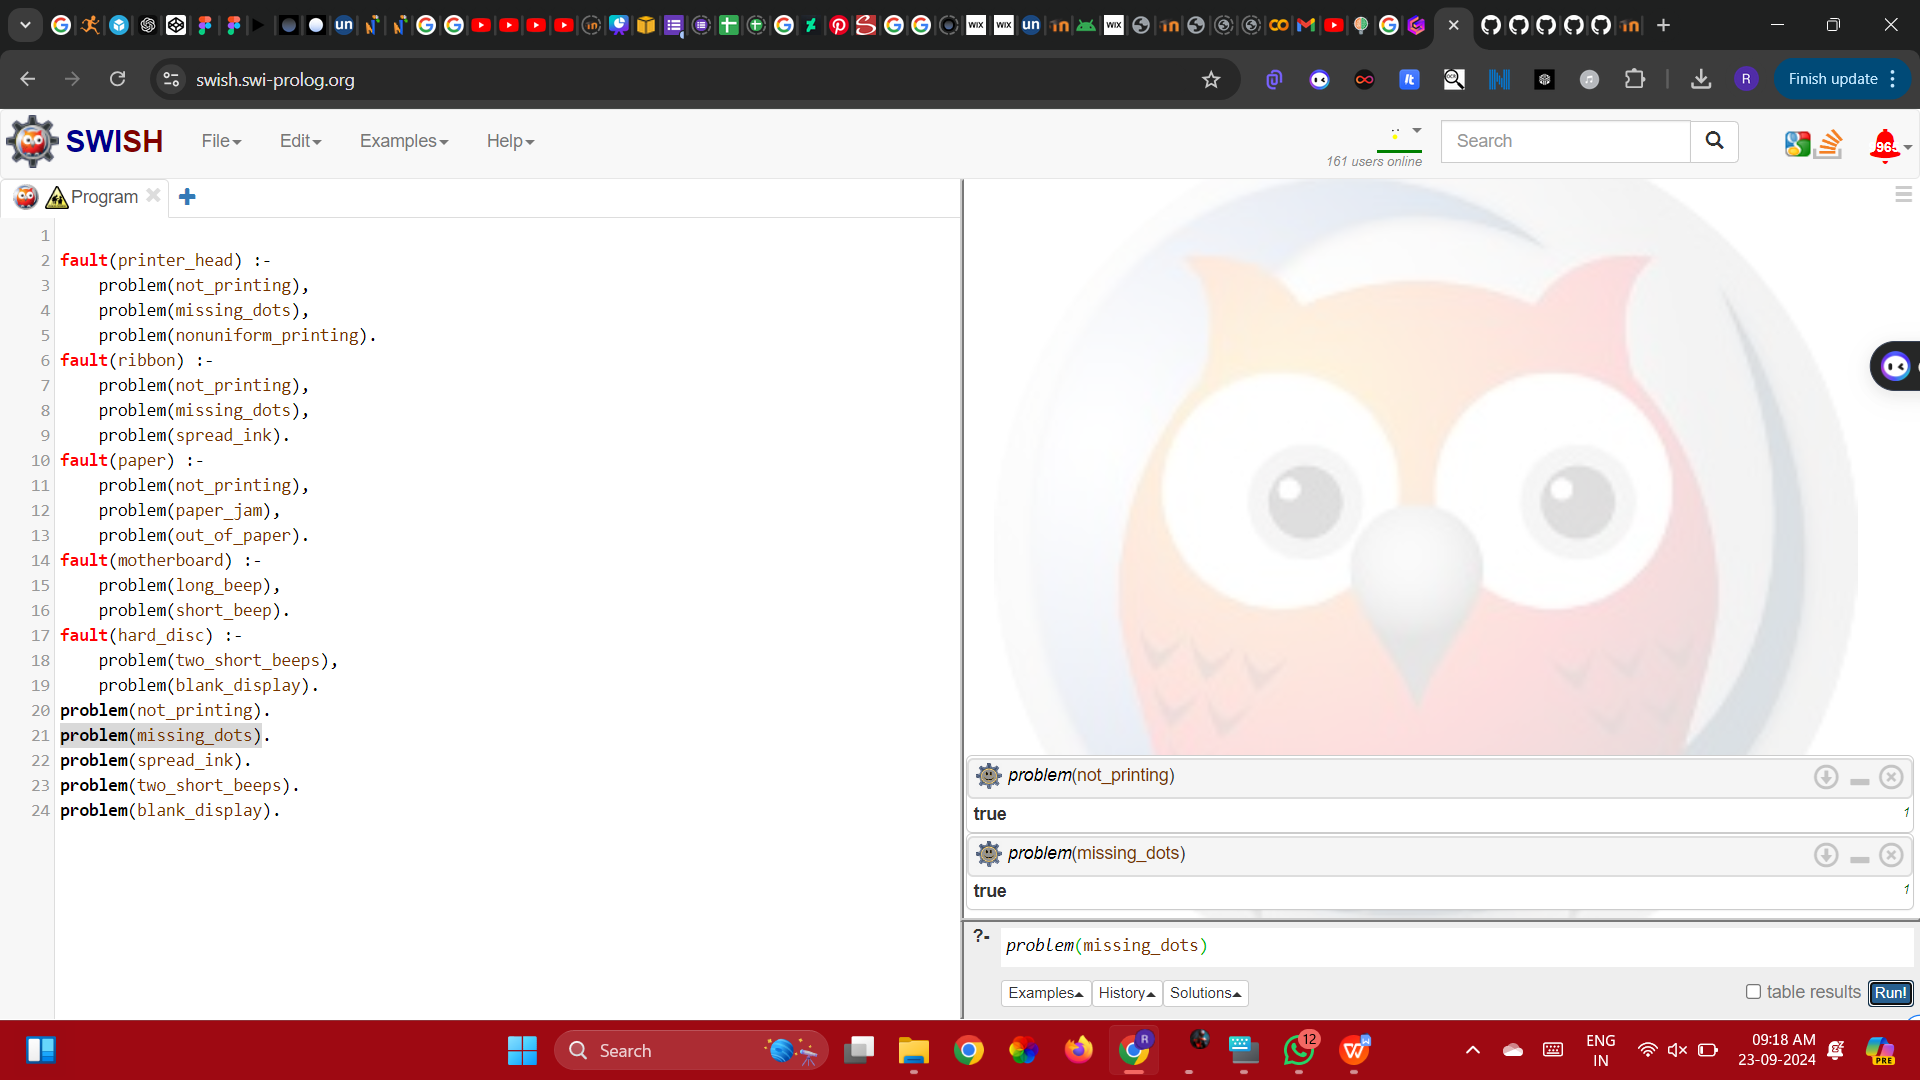 swish.swi-prolog.org
Finish update
SWISH
File
Edit
Examples
Help
161 users online
Search
Program
1
2 fault(printer_head) :-
3 problem(not_printing),
4 problem(missing_dots),
5 problem(nonuniform_printing).
6 fault(ribbon) :-
7 problem(not_printing),
8 problem(missing_dots),
9 problem(spread_ink).
10 fault(paper) :-
11 problem(not_printing),
12 problem(paper_jam),
13 problem(out_of_paper).
14 fault(motherboard) :-
15 problem(long_beep),
16 problem(short_beep).
17 fault(hard_disc) :-
18 problem(two_short_beeps),
19 problem(blank_display).
20 problem(not_printing).
21 problem(missing_dots).
22 problem(spread_ink).
23 problem(two_short_beeps).
24 problem(blank_display).
problem(not_printing)
true 1
problem(missing_dots)
true 1
?- problem(missing_dots)
Examples History Solutions
table results Run!
Search
12
ENG
IN
09:18 AM
23-09-2024
PRE